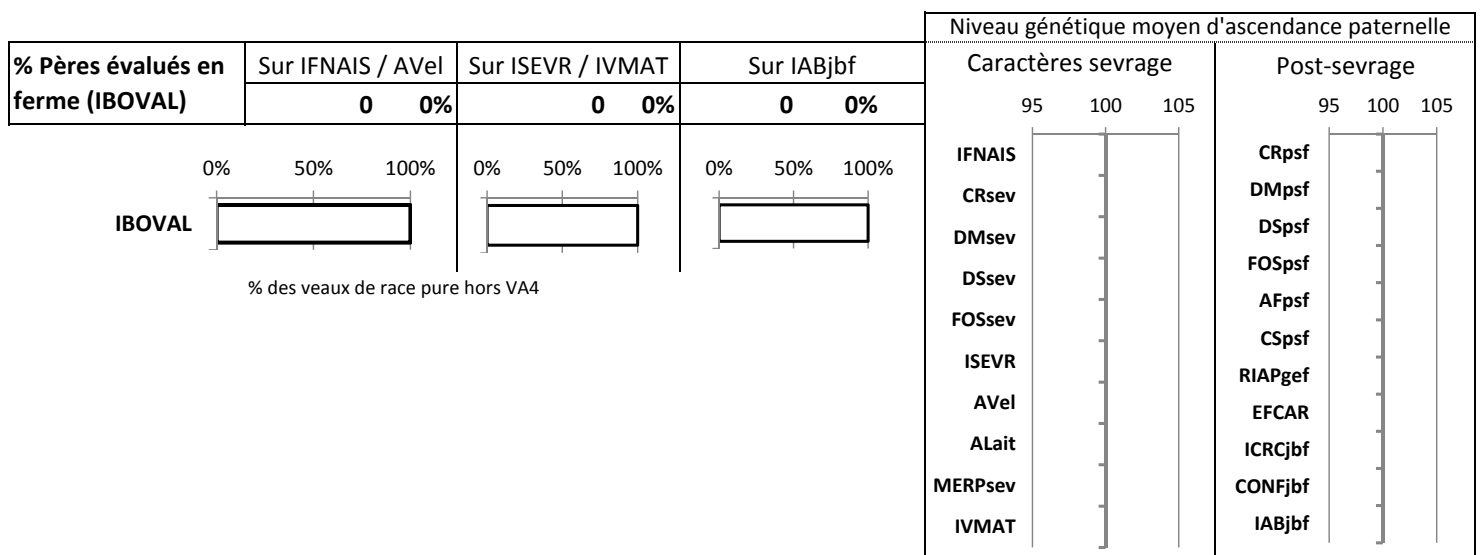 Niveau génétique moyen d'ascendance paternelle
% Pères évalués en ferme (IBOVAL)
Sur IFNAIS / AVel
Sur ISEVR / IVMAT
Sur IABjbf
0 0%
0 0%
0 0%
0% 50% 100%
0% 50% 100%
0% 50% 100%
IBOVAL
% des veaux de race pure hors VA4
Caractères sevrage
95 100 105
IFNAIS
CRsev
DMsev
DSsev
FOSsev
ISEVR
AVel
ALait
MERPsev
IVMAT
Post-sevrage
95 100 105
CRpsf
DMpsf
DSpsf
FOSpsf
AFpsf
CSpsf
RIAPgef
EFCAR
ICRCjbf
CONFjbf
IABjbf